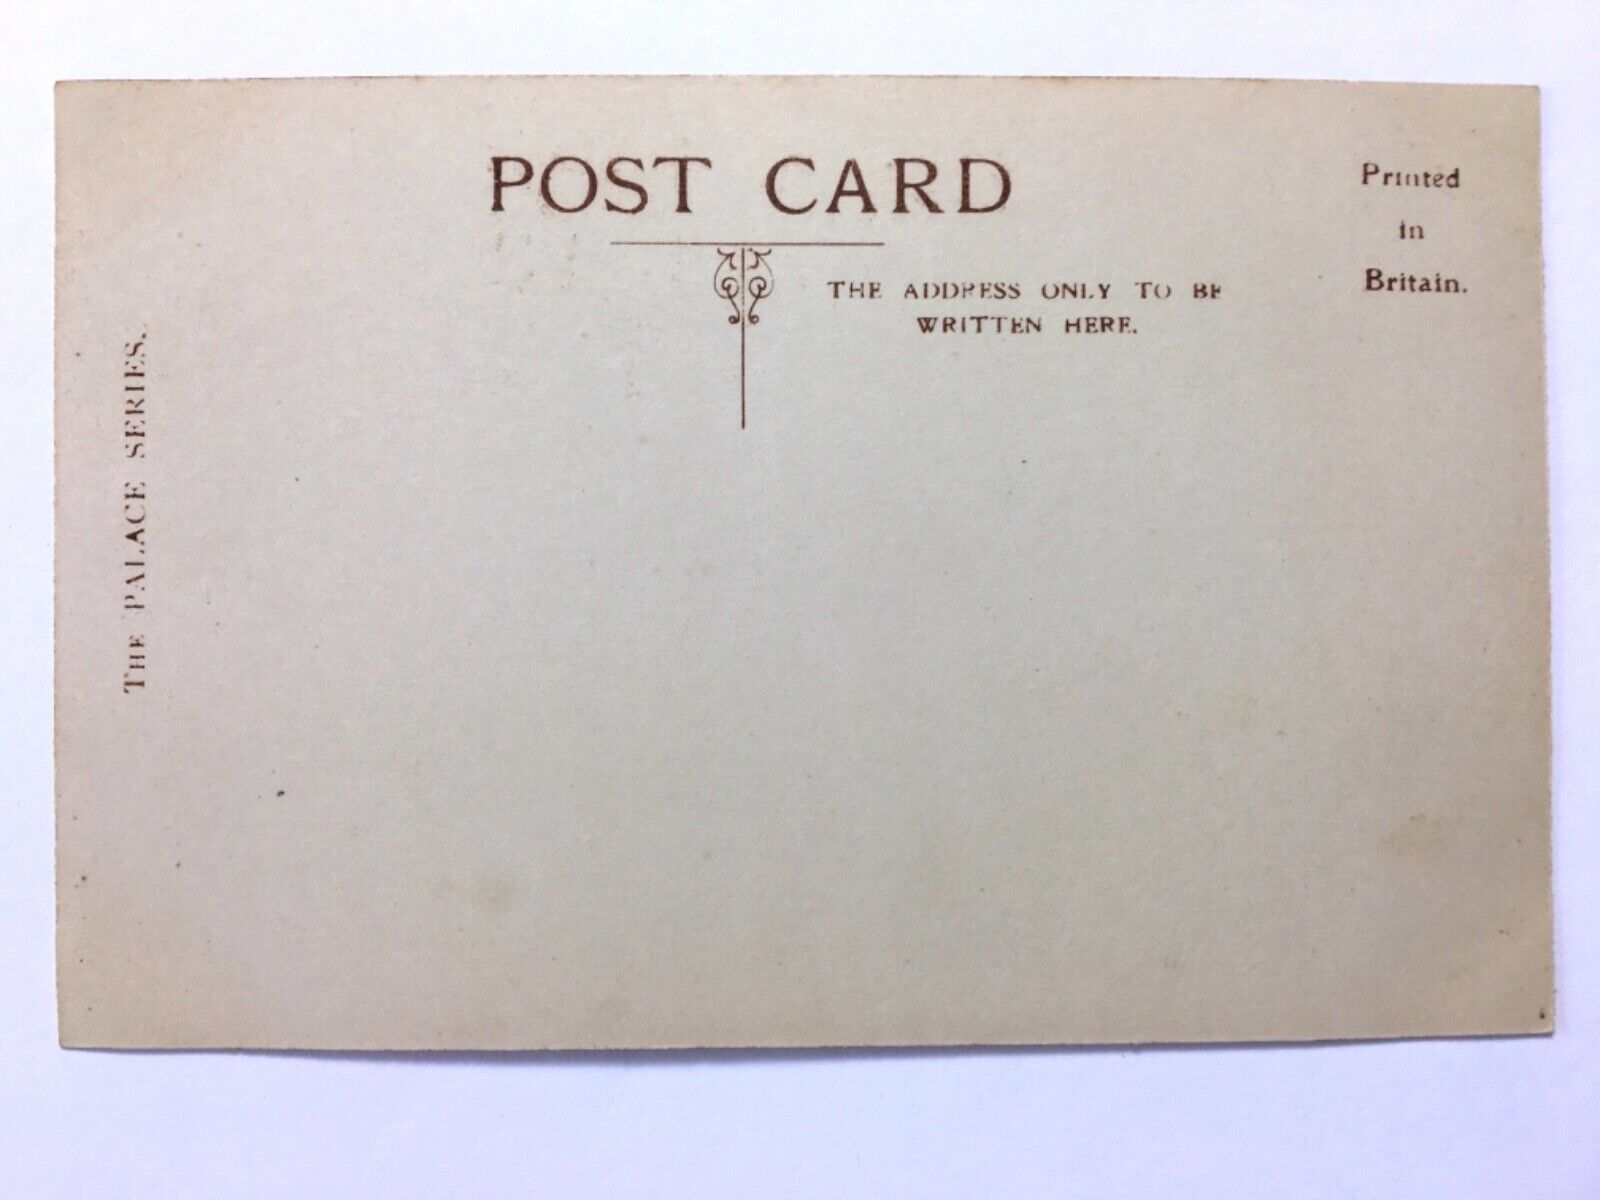 POST CARD
THE ADDRESS ONLY TO BE
WRITTEN HERE.
Printed
in
Britain.
THE PALACE SERIES.